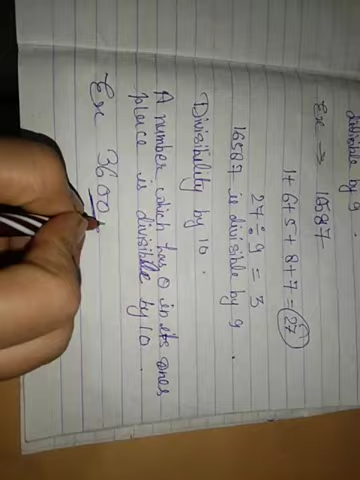 divisible by 9.
Ex → 16587
1+6+5+8+7=27
27÷9=3
16587 is divisible by 9.
Divisibility by 10.
A number which has 0 in its ones
place is divisible by 10.
Ex 3600